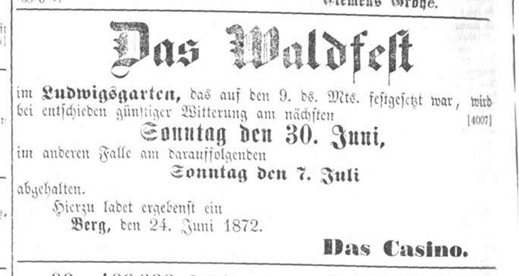 Clemens Grohe.
Das Waldfest
im Ludwigsgarten, das auf den 9. ds. Mts. festgesetzt war, wird
bei entschieden günstiger Witterung am nächsten [4007]
Sonntag den 30. Juni,
im anderen Falle am darauffolgenden
Sonntag den 7. Juli
abgehalten.
Hierzu ladet ergebenst ein
Berg, den 24. Juni 1872.
Das Casino.